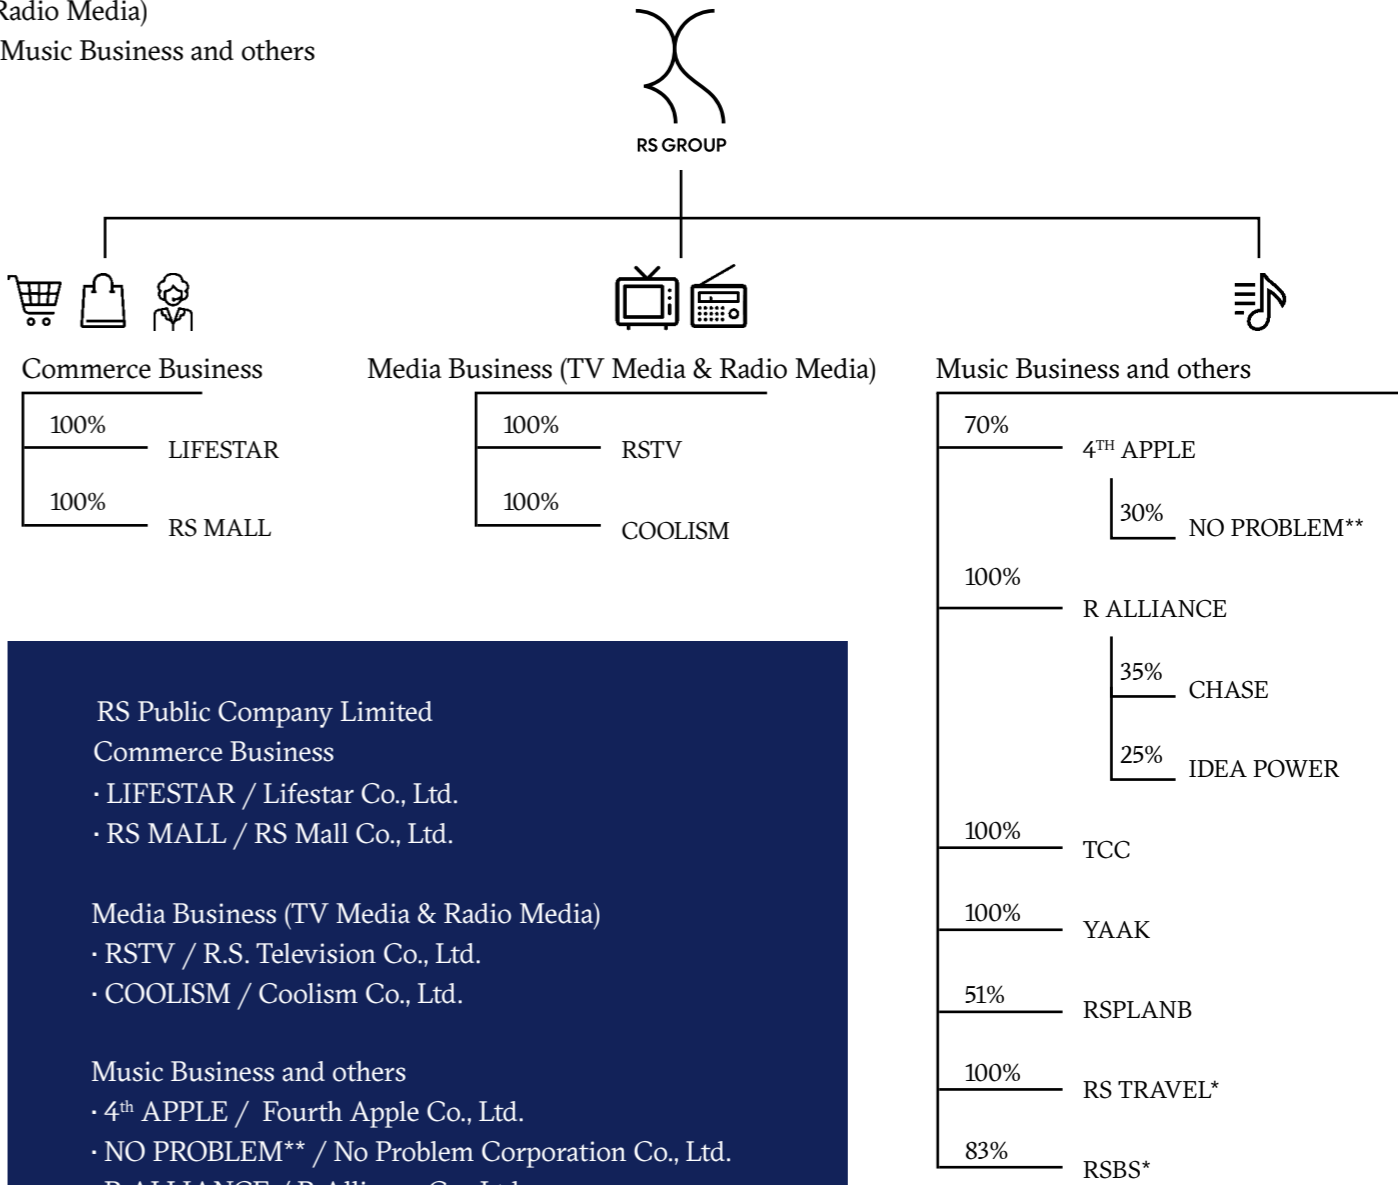 Radio Media)
Music Business and others
RS GROUP
Commerce Business
100%
LIFESTAR
100%
RS MALL
Media Business (TV Media & Radio Media)
100%
RSTV
100%
COOLISM
Music Business and others
70%
4TH APPLE
30%
NO PROBLEM**
100%
R ALLIANCE
35%
CHASE
25%
IDEA POWER
100%
TCC
100%
YAAK
51%
RSPLANB
100%
RS TRAVEL*
83%
RSBS*
RS Public Company Limited
Commerce Business
· LIFESTAR / Lifestar Co., Ltd.
· RS MALL / RS Mall Co., Ltd.
Media Business (TV Media & Radio Media)
· RSTV / R.S. Television Co., Ltd.
· COOLISM / Coolism Co., Ltd.
Music Business and others
· 4th APPLE / Fourth Apple Co., Ltd.
· NO PROBLEM** / No Problem Corporation Co., Ltd.
· R ALLIANCE / R Alliance Co., Ltd.